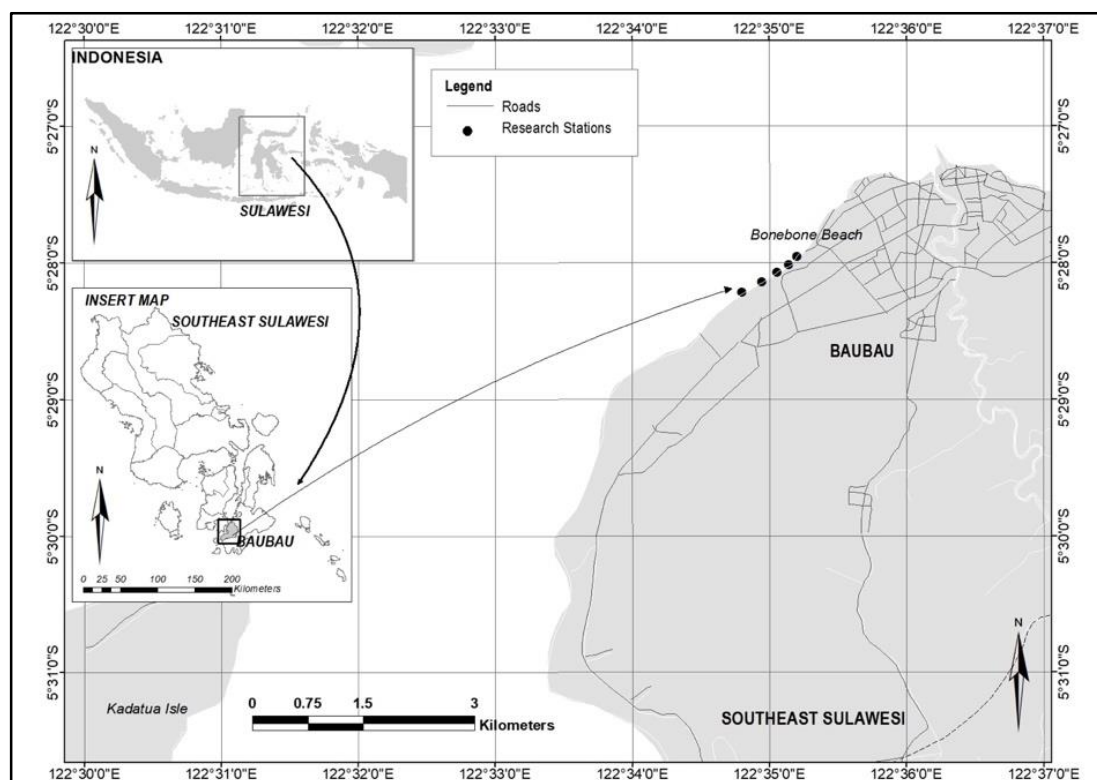 122°30'0"E 122°31'0"E 122°32'0"E 122°33'0"E 122°34'0"E 122°35'0"E 122°36'0"E 122°37'0"E
INDONESIA
N
SULAWESI
Legend
Roads
Research Stations
5°27'0"S 5°27'0"S
Bonebone Beach
5°28'0"S 5°28'0"S
INSERT MAP
SOUTHEAST SULAWESI
BAUBAU
5°29'0"S 5°29'0"S
N
5°30'0"S 5°30'0"S
BAUBAU
0 25 50 100 150 200
Kilometers
N
5°31'0"S 5°31'0"S
Kadatua Isle
0 0.75 1.5 3
Kilometers
SOUTHEAST SULAWESI
122°30'0"E 122°31'0"E 122°32'0"E 122°33'0"E 122°34'0"E 122°35'0"E 122°36'0"E 122°37'0"E